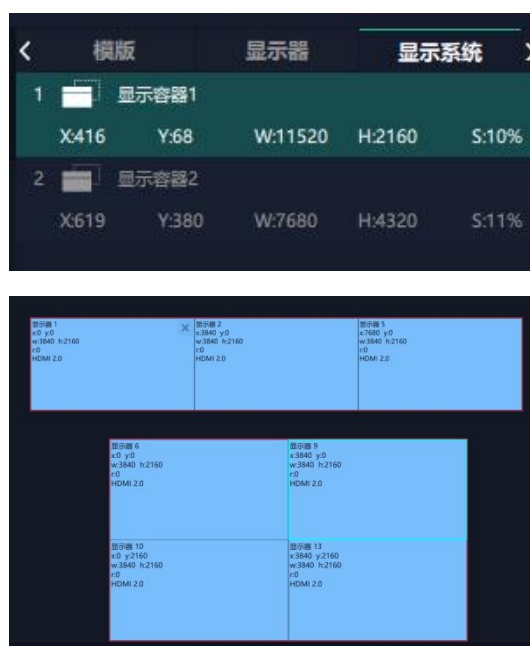 模版 显示器 显示系统
1 显示容器1
X:416 Y:68 W:11520 H:2160 S:10%
2 显示容器2
X:619 Y:380 W:7680 H:4320 S:11%
显示器 1
x:0 y:0
w:3840 h:2160
r:0
HDMI 2.0
显示器 2
x:3840 y:0
w:3840 h:2160
r:0
HDMI 2.0
显示器 5
x:7680 y:0
w:3840 h:2160
r:0
HDMI 2.0
显示器 6
x:0 y:0
w:3840 h:2160
r:0
HDMI 2.0
显示器 9
x:3840 y:0
w:3840 h:2160
r:0
HDMI 2.0
显示器 10
x:0 y:2160
w:3840 h:2160
r:0
HDMI 2.0
显示器 13
x:3840 y:2160
w:3840 h:2160
r:0
HDMI 2.0